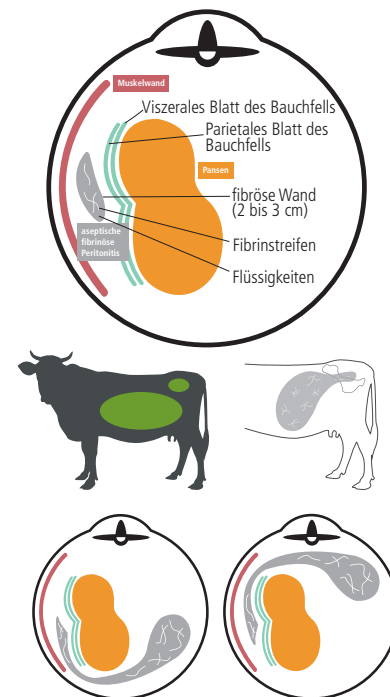 Muskelwand
Viszerales Blatt des Bauchfells
Parietales Blatt des
Bauchfells
Pansen
fibröse Wand
(2 bis 3 cm)
aseptische
fibrinöse
Peritonitis
Fibrinstreifen
Flüssigkeiten